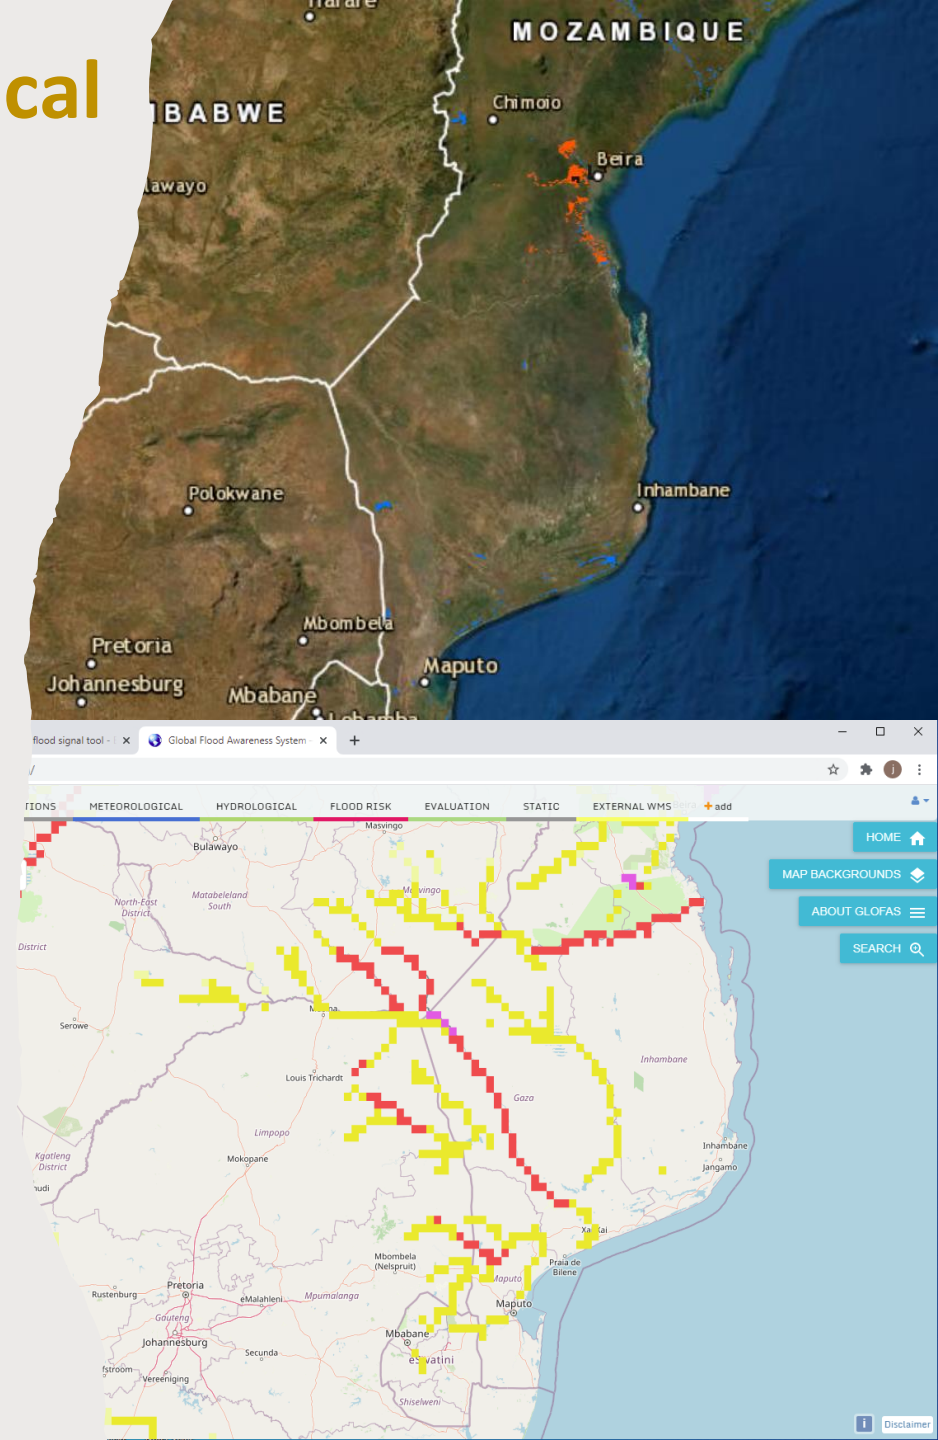 cal
MOZAMBIQUE
Chimoio
Beira
Polokwane
Inhambane
Mbombela
Pretoria
Johannesburg
Mbabane
Maputo
flood signal tool -
Global Flood Awareness System -
/
METEOROLOGICAL
HYDROLOGICAL
FLOOD RISK
EVALUATION
STATIC
EXTERNAL WMS
+ add
HOME
MAP BACKGROUNDS
ABOUT GLOFAS
SEARCH
Masvingo
Bulawayo
Masvingo
North-East
District
Matabeleland
South
District
Serowe
Louis Trichardt
Inhambane
Gaza
Limpopo
Mokopane
Kgatleng
District
Inhambane
Jangamo
Mbombela
(Nelspruit)
Praia de
Bilene
Pretoria
Rustenburg
eMalahleni
Mpumalanga
Maputo
Maputo
Gauteng
Johannesburg
Mbabane
Secunda
eSwatini
Vereeniging
Shiselweni
i
Disclaimer